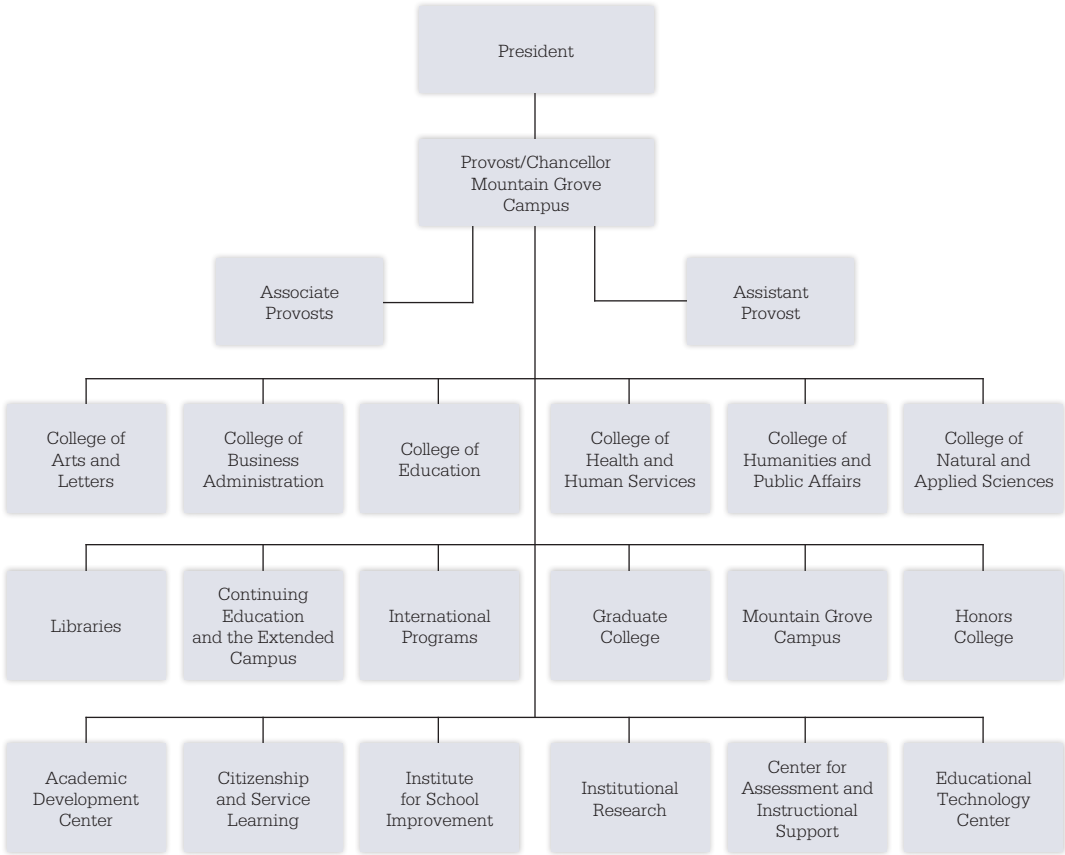 President
Provost/Chancellor
Mountain Grove
Campus
Associate
Provosts
Assistant
Provost
College of
Arts and
Letters
College of
Business
Administration
College of
Education
College of
Health and
Human Services
College of
Humanities and
Public Affairs
College of
Natural and
Applied Sciences
Libraries
Continuing
Education
and the Extended
Campus
International
Programs
Graduate
College
Mountain Grove
Campus
Honors
College
Academic
Development
Center
Citizenship
and Service
Learning
Institute
for School
Improvement
Institutional
Research
Center for
Assessment and
Instructional
Support
Educational
Technology
Center